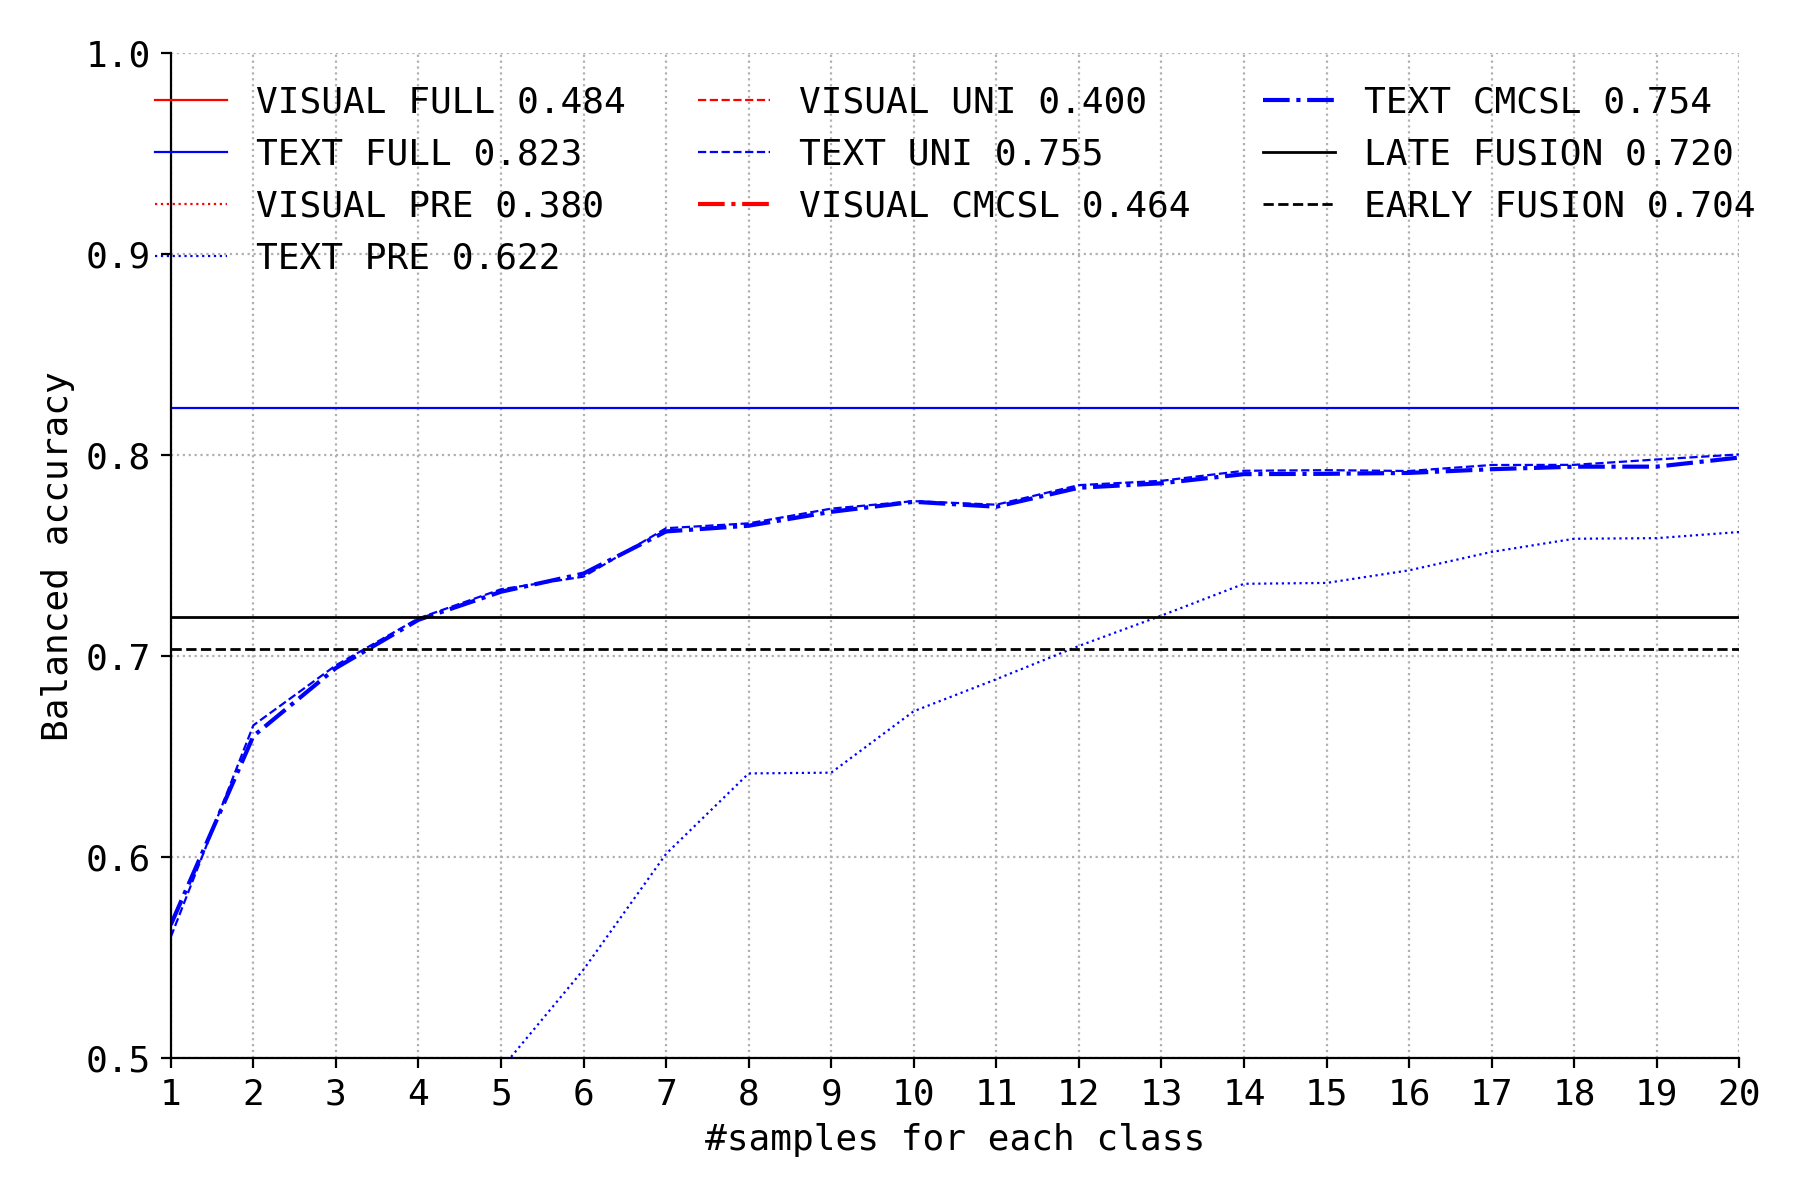 1.0
VISUAL FULL 0.484
TEXT FULL 0.823
VISUAL PRE 0.380
TEXT PRE 0.622
VISUAL UNI 0.400
TEXT UNI 0.755
VISUAL CMCSL 0.464
TEXT CMCSL 0.754
LATE FUSION 0.720
EARLY FUSION 0.704
0.9
0.8
0.7
0.6
0.5
Balanced accuracy
1 2 3 4 5 6 7 8 9 10 11 12 13 14 15 16 17 18 19 20
#samples for each class